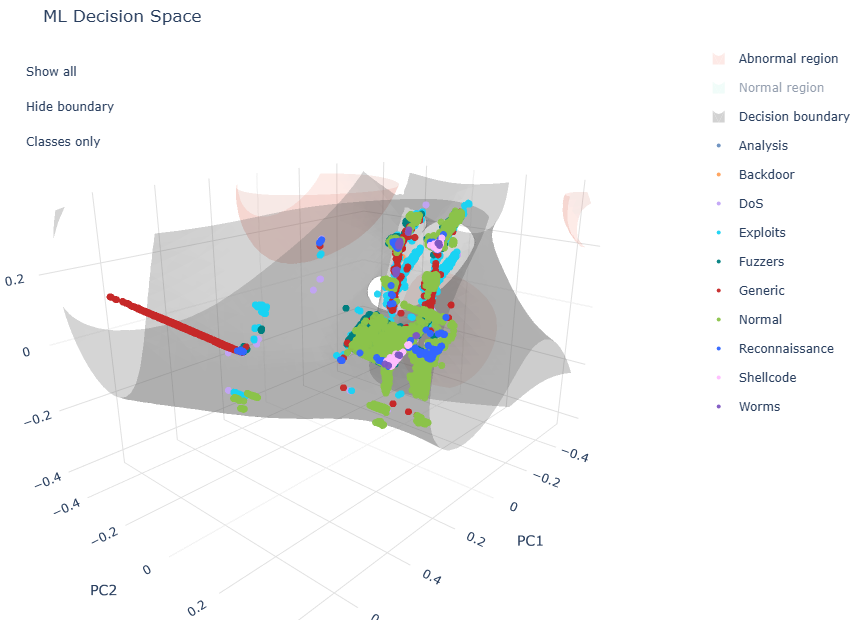 ML Decision Space
Show all
Hide boundary
Classes only
Abnormal region
Normal region
Decision boundary
Analysis
Backdoor
DoS
Exploits
Fuzzers
Generic
Normal
Reconnaissance
Shellcode
Worms
0.2
0
−0.2
−0.4
−0.4
−0.2
0
0.2
PC2
−0.4
−0.2
0
0.2
0.4
PC1